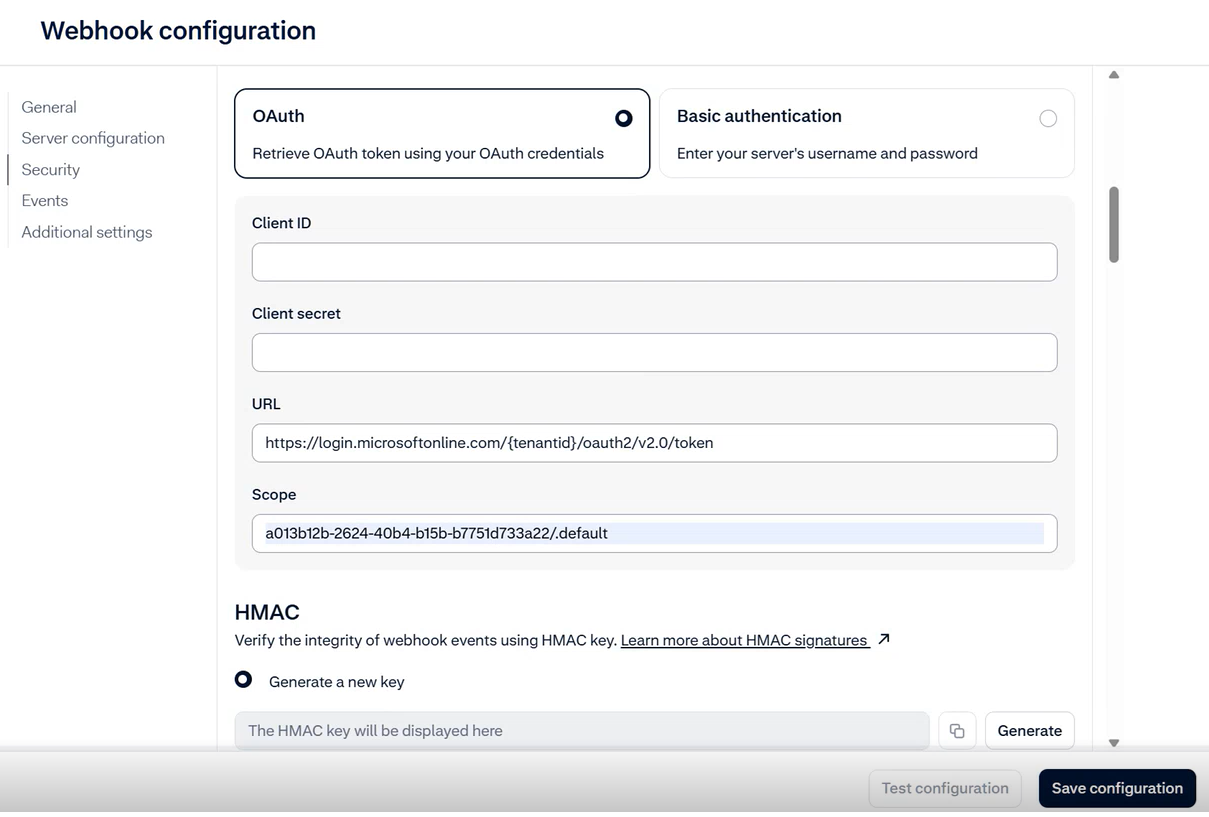 Webhook configuration
General
Server configuration
Security
Events
Additional settings
OAuth
Retrieve OAuth token using your OAuth credentials
Basic authentication
Enter your server's username and password
Client ID
Client secret
URL
https://login.microsoftonline.com/{tenantid}/oauth2/v2.0/token
Scope
a013b12b-2624-40b4-b15b-b7751d733a22/.default
HMAC
Verify the integrity of webhook events using HMAC key. Learn more about HMAC signatures
Generate a new key
The HMAC key will be displayed here
Generate
Test configuration
Save configuration